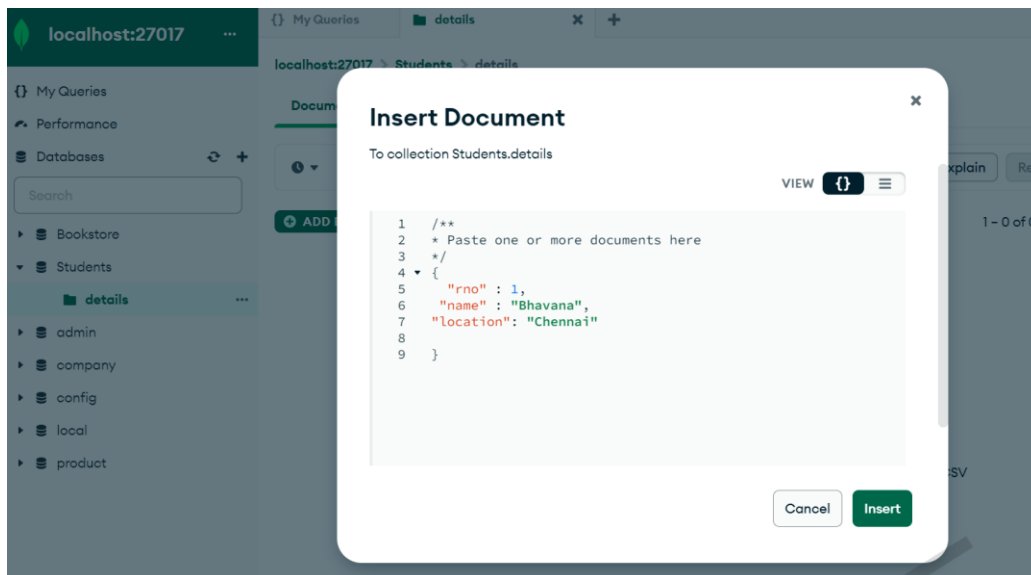 localhost:27017 ...
{} My Queries
details
localhost:27017 > Students > details
{} My Queries
Performance
Databases
Search
Bookstore
Students
details ...
admin
company
config
local
product
ADD
1 – 0 of
Insert Document
To collection Students.details
VIEW {}
1 /**
2 * Paste one or more documents here
3 */
4 {
5 "rno" : 1,
6 "name" : "Bhavana",
7 "location": "Chennai"
8
9 }
Cancel
Insert